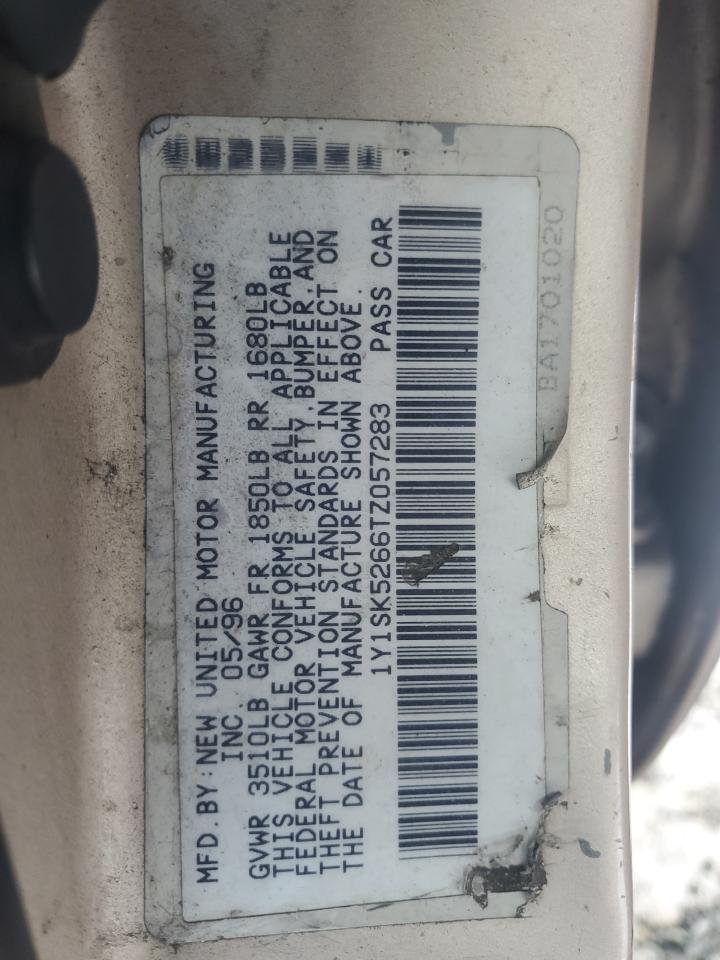 MFD. BY: NEW UNITED MOTOR MANUFACTURING
INC. 05/96
GVWR 3510LB GAWR FR 1850LB RR 1680LB
THIS VEHICLE CONFORMS TO ALL APPLICABLE
FEDERAL MOTOR VEHICLE SAFETY, BUMPER, AND
THEFT PREVENTION STANDARDS IN EFFECT ON
THE DATE OF MANUFACTURE SHOWN ABOVE.
1Y1SK5266TZ057283 PASS CAR
BA1701020